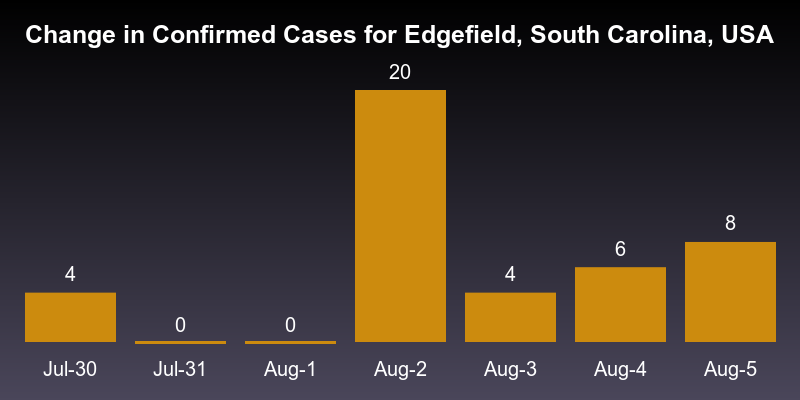 Change in Confirmed Cases for Edgefield, South Carolina, USA
20
8
6
4
4
0
0
Jul-30
Jul-31
Aug-1
Aug-2
Aug-3
Aug-4
Aug-5